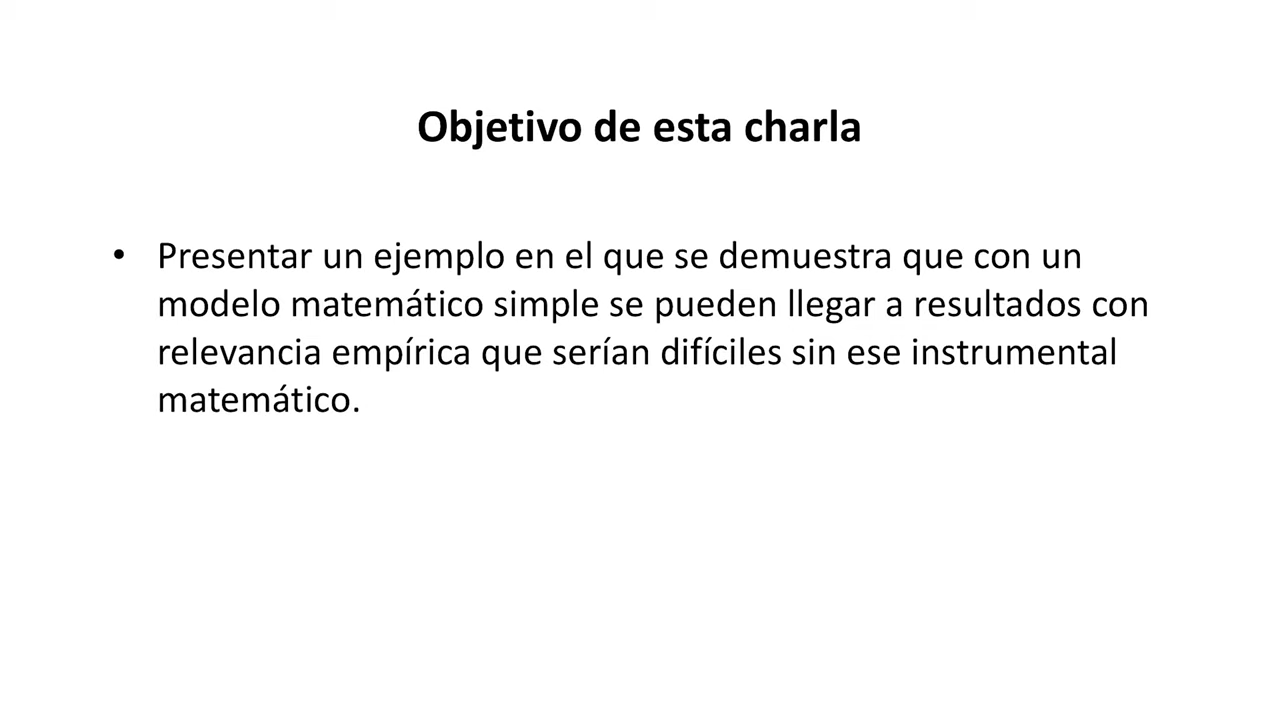 Objetivo de esta charla
• Presentar un ejemplo en el que se demuestra que con un
modelo matemático simple se pueden llegar a resultados con
relevancia empírica que serían difíciles sin ese instrumental
matemático.